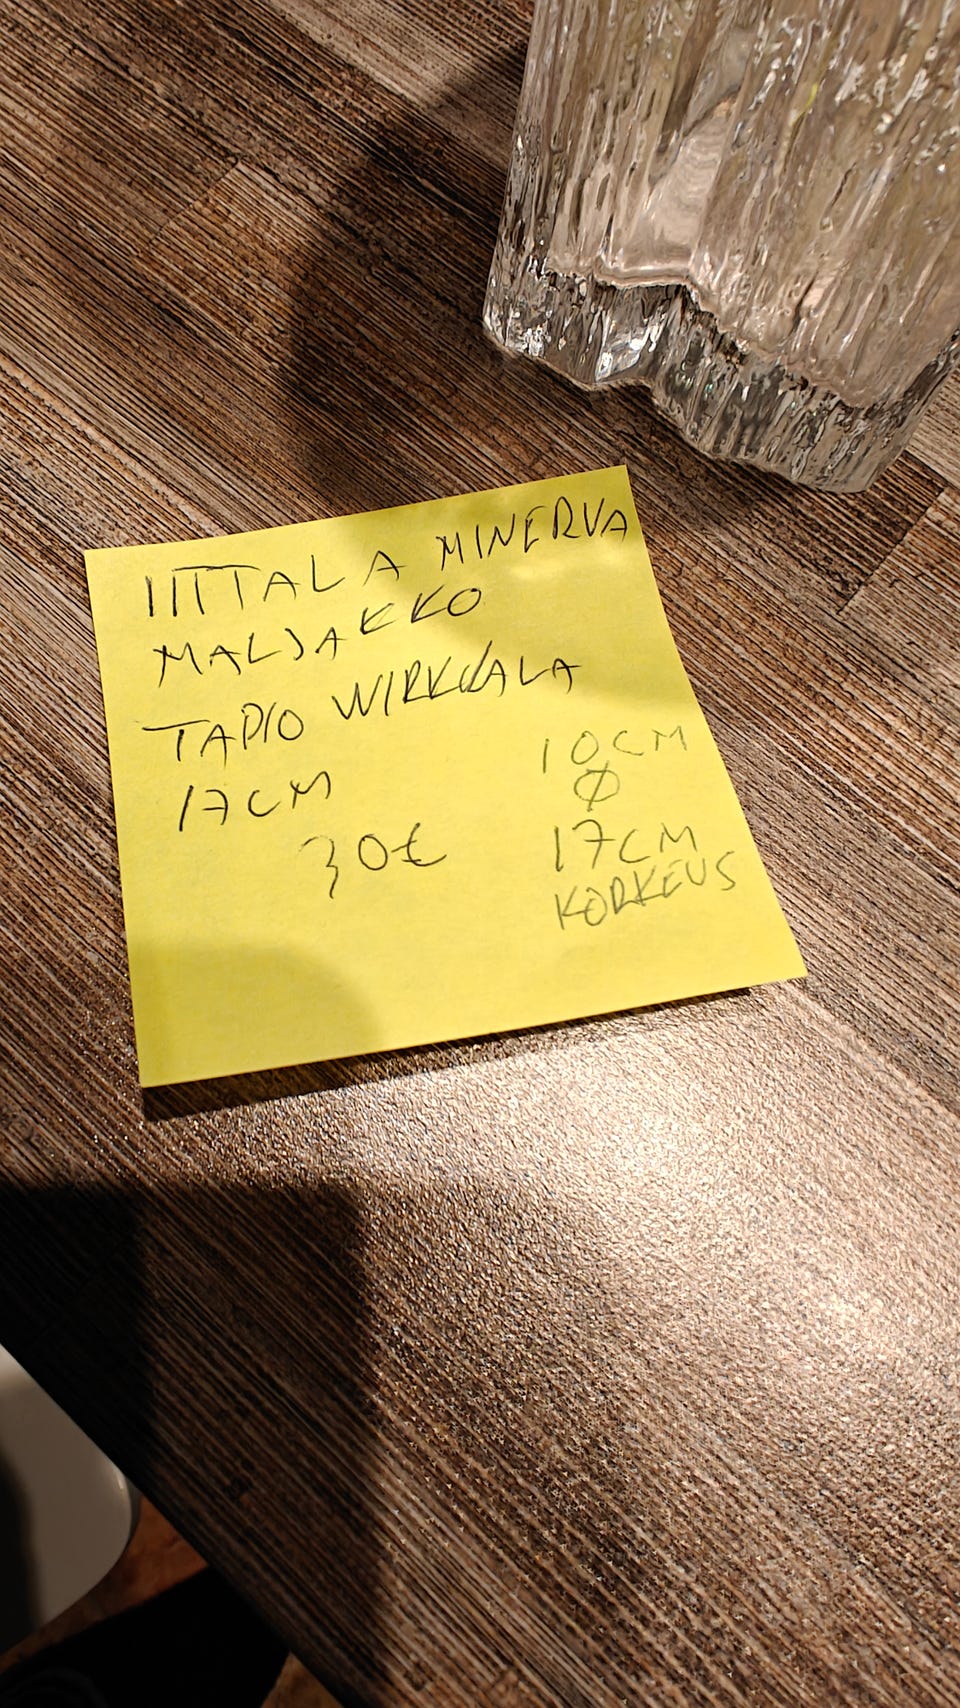 IITTALA MINERVA
MALJAKKO
TAPIO WIRKKALA
17CM
30€
10CM
Ø
17CM
KORKEUS